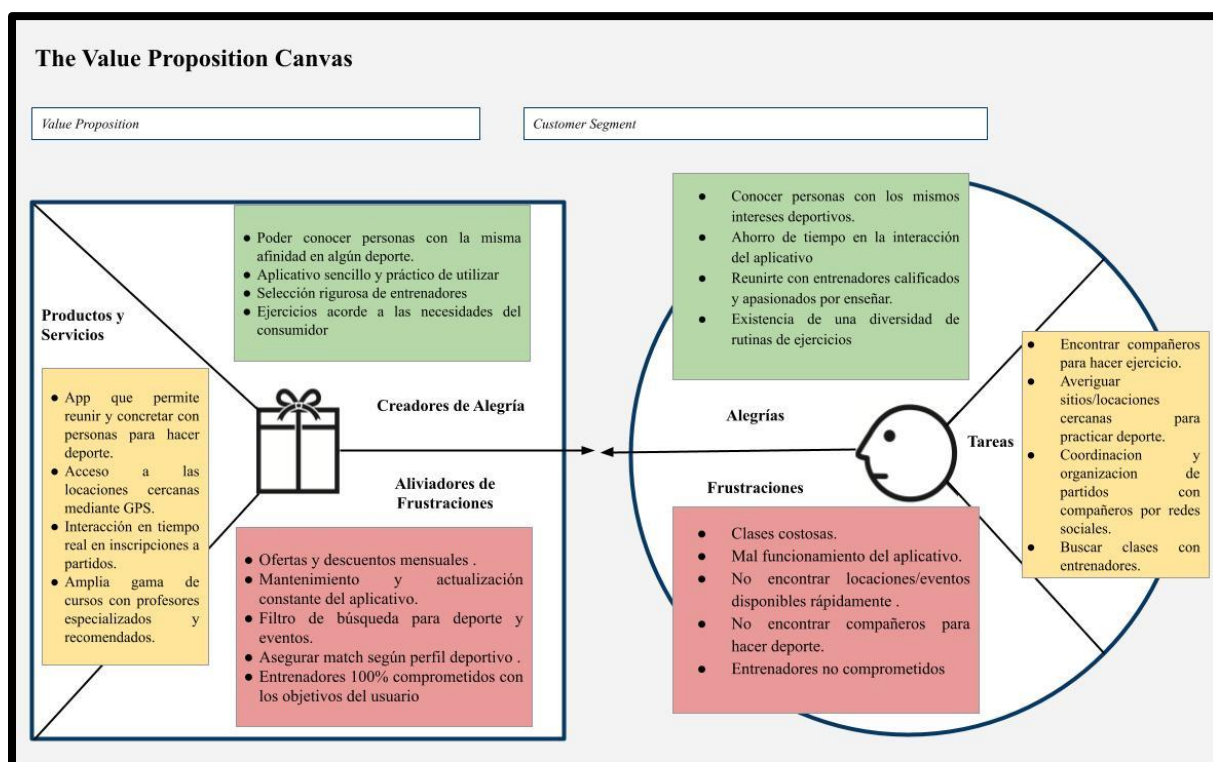 The Value Proposition Canvas
Value Proposition
Customer Segment
● Poder conocer personas con la misma
afinidad en algún deporte.
● Aplicativo sencillo y práctico de utilizar
● Selección rigurosa de entrenadores
● Ejercicios acorde a las necesidades del
consumidor
Productos y
Servicios
● App que permite
reunir y concretar con
personas para hacer
deporte.
● Acceso a las
locaciones cercanas
mediante GPS.
● Interacción en tiempo
real en inscripciones a
partidos.
● Amplia gama de
cursos con profesores
especializados y
recomendados.
Creadores de Alegría
Aliviadores de
Frustraciones
● Ofertas y descuentos mensuales .
● Mantenimiento y actualización
constante del aplicativo.
● Filtro de búsqueda para deporte y
eventos.
● Asegurar match según perfil deportivo .
● Entrenadores 100% comprometidos con
los objetivos del usuario
● Conocer personas con los mismos
intereses deportivos.
● Ahorro de tiempo en la interacción
del aplicativo
● Reunirte con entrenadores calificados
y apasionados por enseñar.
● Existencia de una diversidad de
rutinas de ejercicios
Alegrías
Tareas
Frustraciones
● Encontrar compañeros
para hacer ejercicio.
● Averiguar
sitios/locaciones
cercanas para
practicar deporte.
● Coordinacion y
organizacion de
partidos con
compañeros por redes
sociales.
● Buscar clases con
entrenadores.
● Clases costosas.
● Mal funcionamiento del aplicativo.
● No encontrar locaciones/eventos
disponibles rápidamente .
● No encontrar compañeros para
hacer deporte.
● Entrenadores no comprometidos